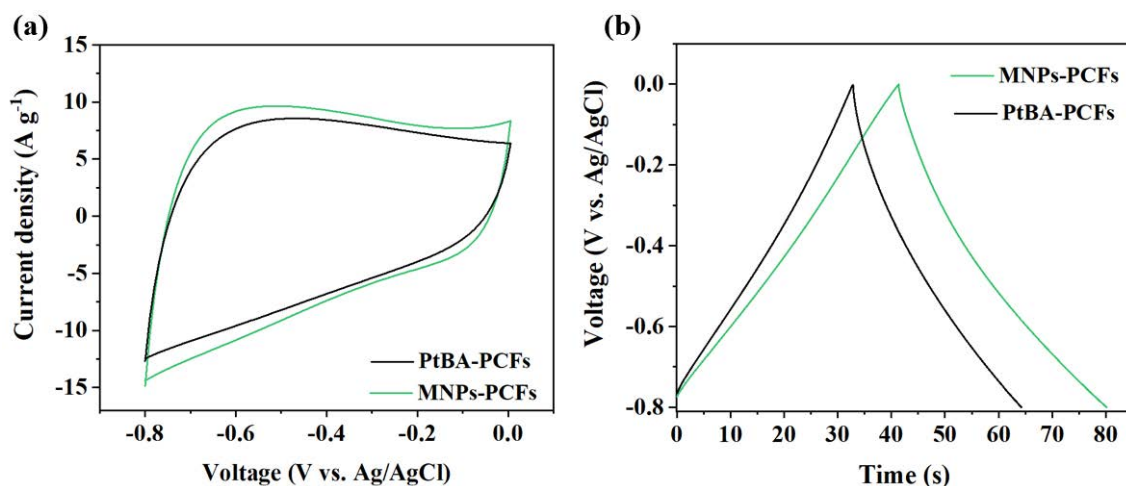 (a)
15
10
5
0
-5
-10
-15
Current density (A g⁻¹)
PtBA-PCFs
MNPs-PCFs
-0.8 -0.6 -0.4 -0.2 0.0
Voltage (V vs. Ag/AgCl)
(b)
0.0
-0.2
-0.4
-0.6
-0.8
Voltage (V vs. Ag/AgCl)
MNPs-PCFs
PtBA-PCFs
0 10 20 30 40 50 60 70 80
Time (s)